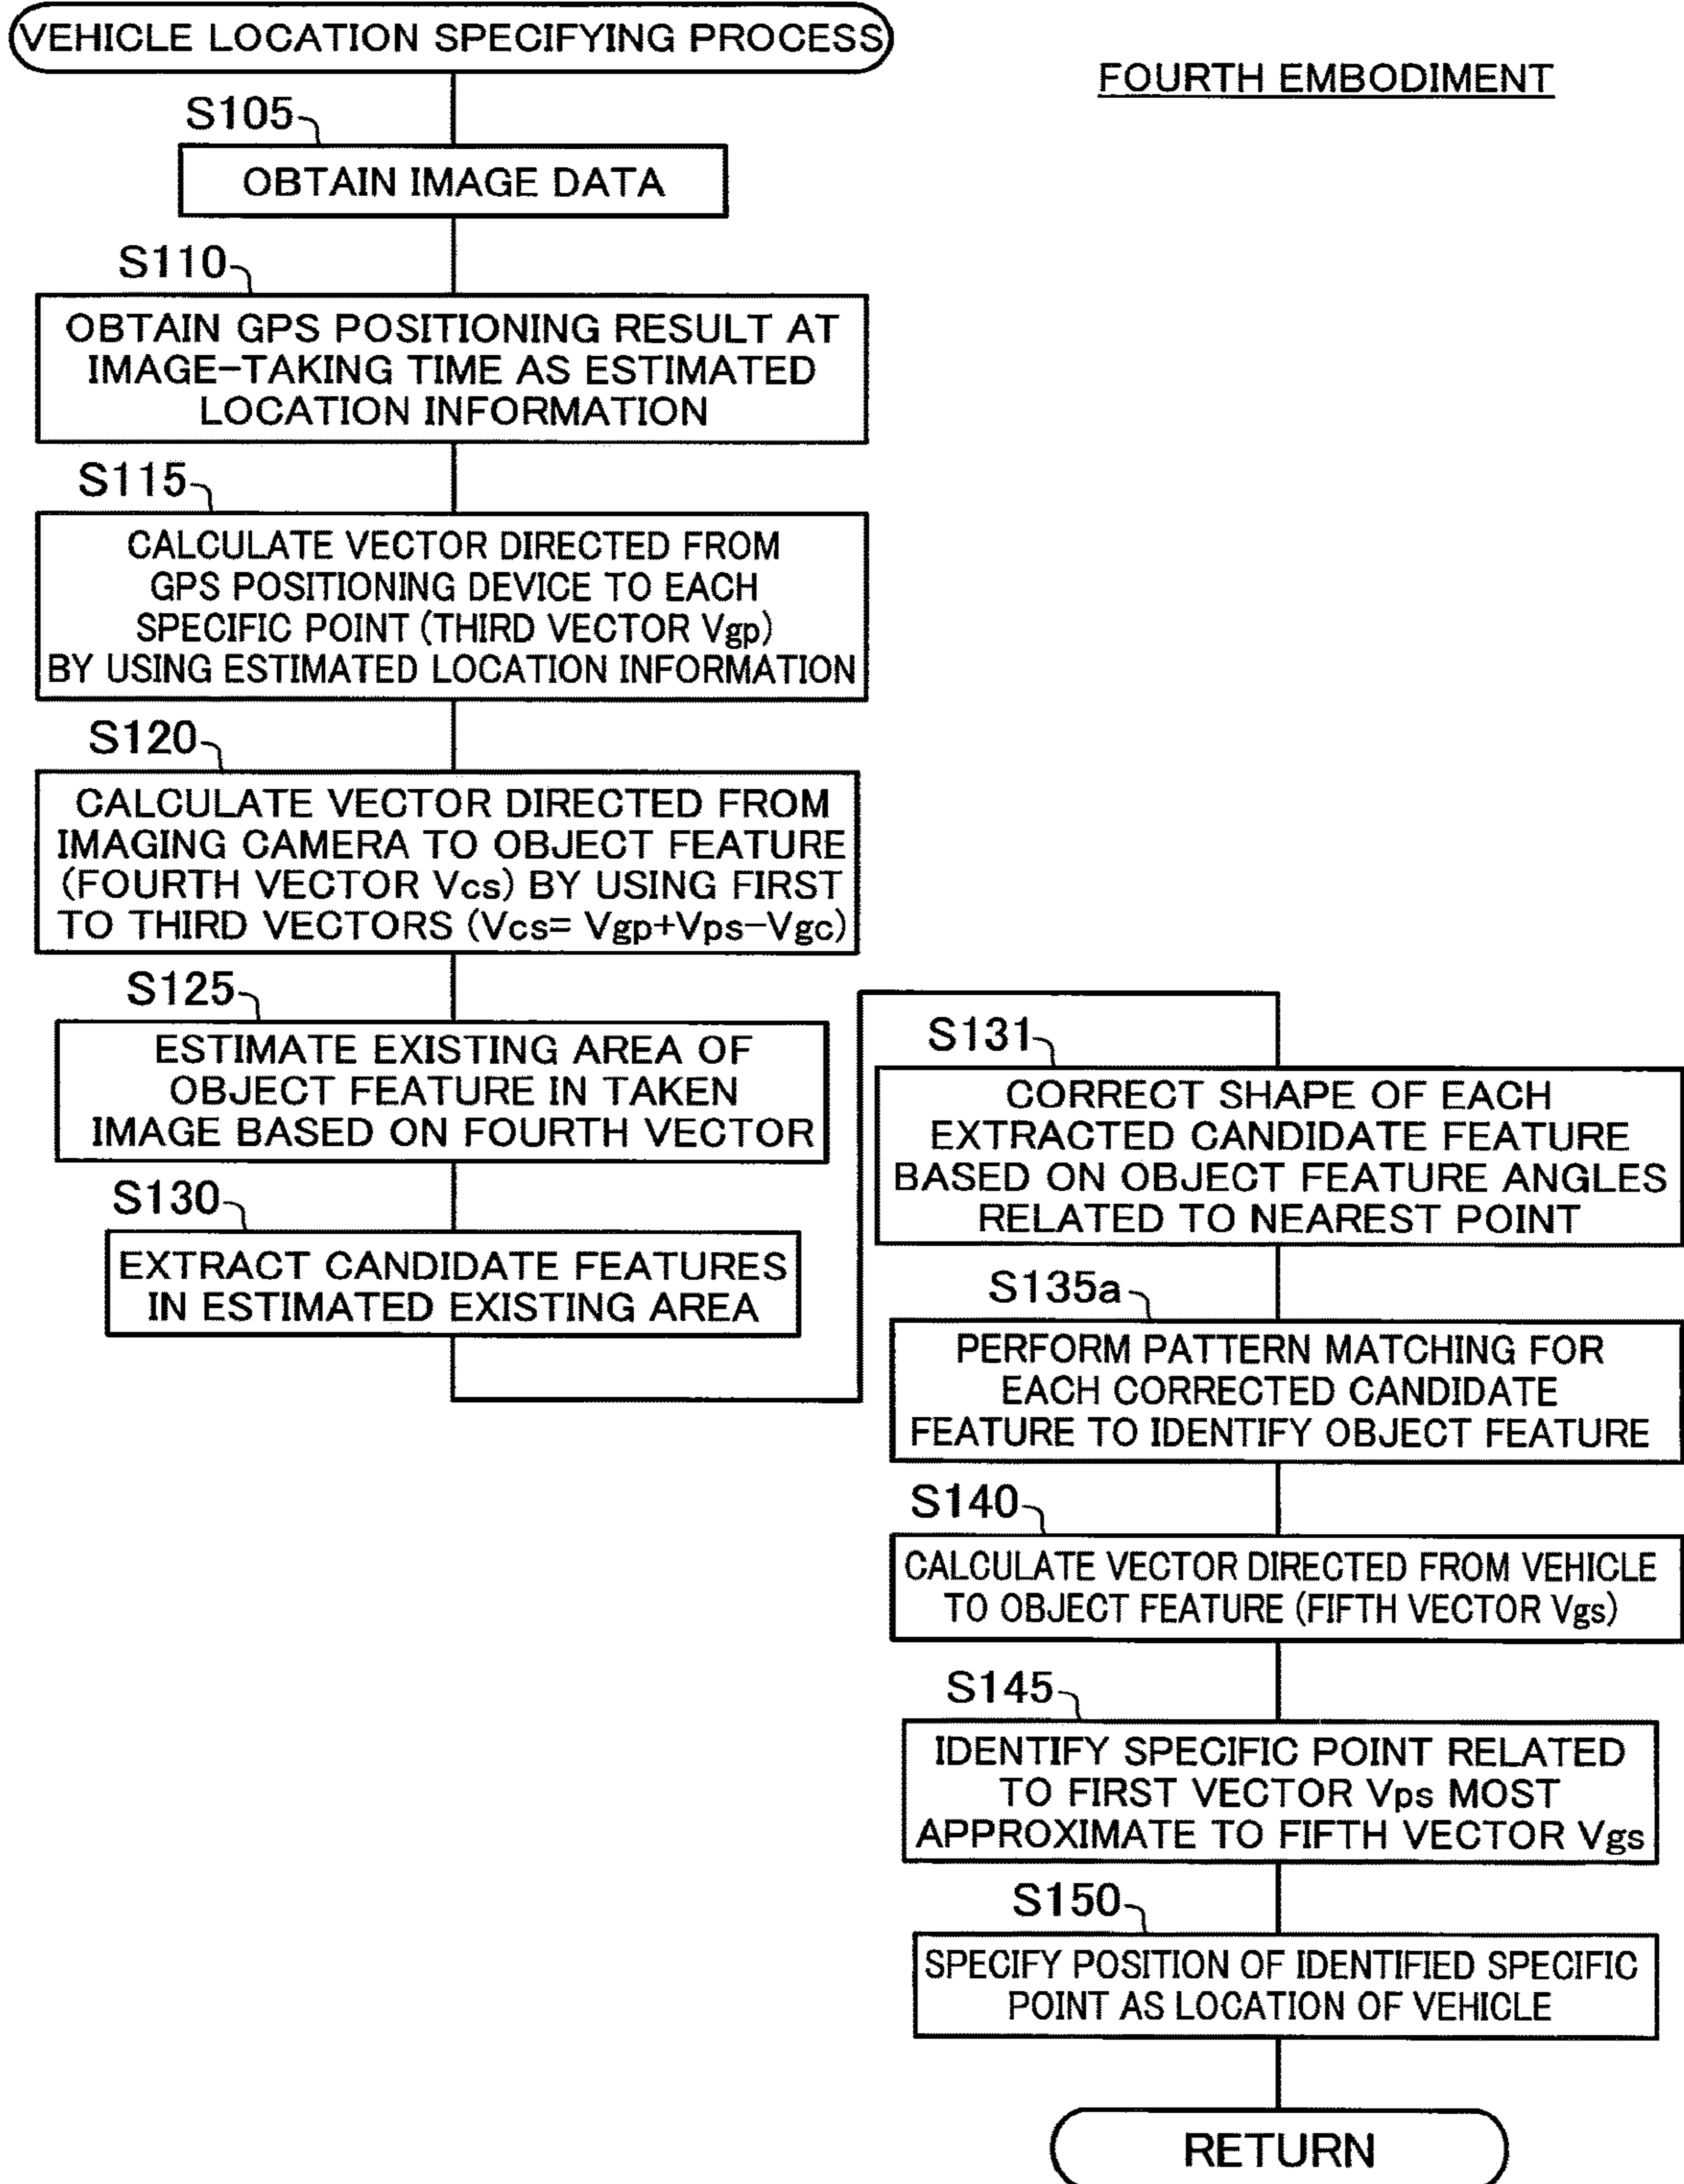 VEHICLE LOCATION SPECIFYING PROCESS
FOURTH EMBODIMENT
S105
OBTAIN IMAGE DATA
S110
OBTAIN GPS POSITIONING RESULT AT
IMAGE-TAKING TIME AS ESTIMATED
LOCATION INFORMATION
S115
CALCULATE VECTOR DIRECTED FROM
GPS POSITIONING DEVICE TO EACH
SPECIFIC POINT (THIRD VECTOR Vgp)
BY USING ESTIMATED LOCATION INFORMATION
S120
CALCULATE VECTOR DIRECTED FROM
IMAGING CAMERA TO OBJECT FEATURE
(FOURTH VECTOR Vcs) BY USING FIRST
TO THIRD VECTORS (Vcs= Vgp+Vps-Vgc)
S125
ESTIMATE EXISTING AREA OF
OBJECT FEATURE IN TAKEN
IMAGE BASED ON FOURTH VECTOR
S130
EXTRACT CANDIDATE FEATURES
IN ESTIMATED EXISTING AREA
S131
CORRECT SHAPE OF EACH
EXTRACTED CANDIDATE FEATURE
BASED ON OBJECT FEATURE ANGLES
RELATED TO NEAREST POINT
S135a
PERFORM PATTERN MATCHING FOR
EACH CORRECTED CANDIDATE
FEATURE TO IDENTIFY OBJECT FEATURE
S140
CALCULATE VECTOR DIRECTED FROM VEHICLE
TO OBJECT FEATURE (FIFTH VECTOR Vgs)
S145
IDENTIFY SPECIFIC POINT RELATED
TO FIRST VECTOR Vps MOST
APPROXIMATE TO FIFTH VECTOR Vgs
S150
SPECIFY POSITION OF IDENTIFIED SPECIFIC
POINT AS LOCATION OF VEHICLE
RETURN